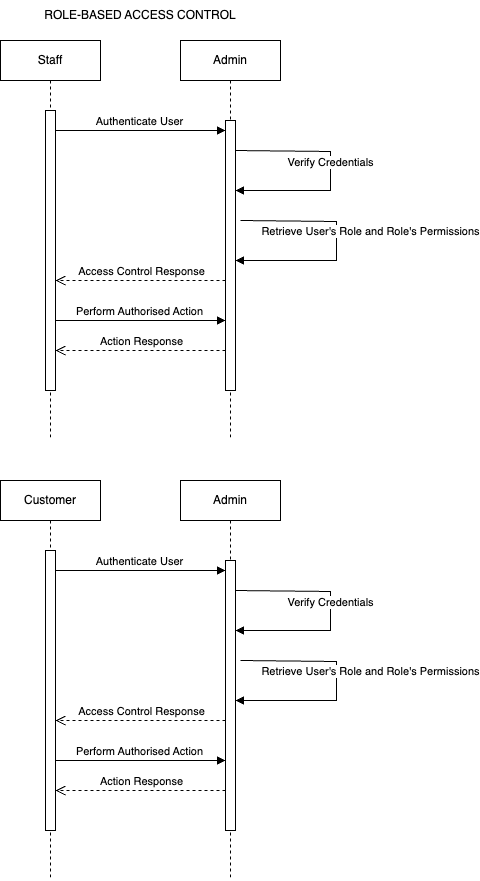 ROLE-BASED ACCESS CONTROL
Staff
Admin
Authenticate User
Verify Credentials
Retrieve User's Role and Role's Permissions
Access Control Response
Perform Authorised Action
Action Response
Customer
Admin
Authenticate User
Verify Credentials
Retrieve User's Role and Role's Permissions
Access Control Response
Perform Authorised Action
Action Response